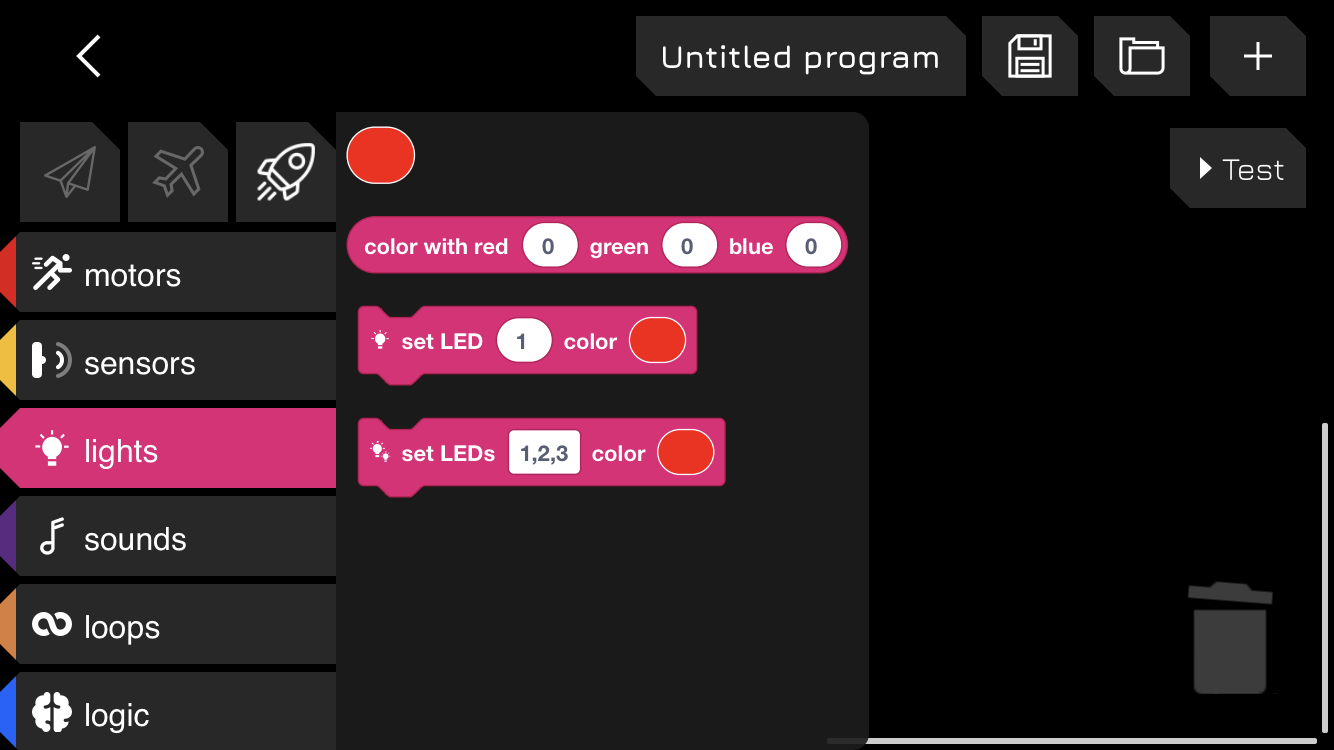 Untitled program
Test
motors
sensors
lights
sounds
loops
logic
color with red 0 green 0 blue 0
set LED 1 color
set LEDs 1,2,3 color